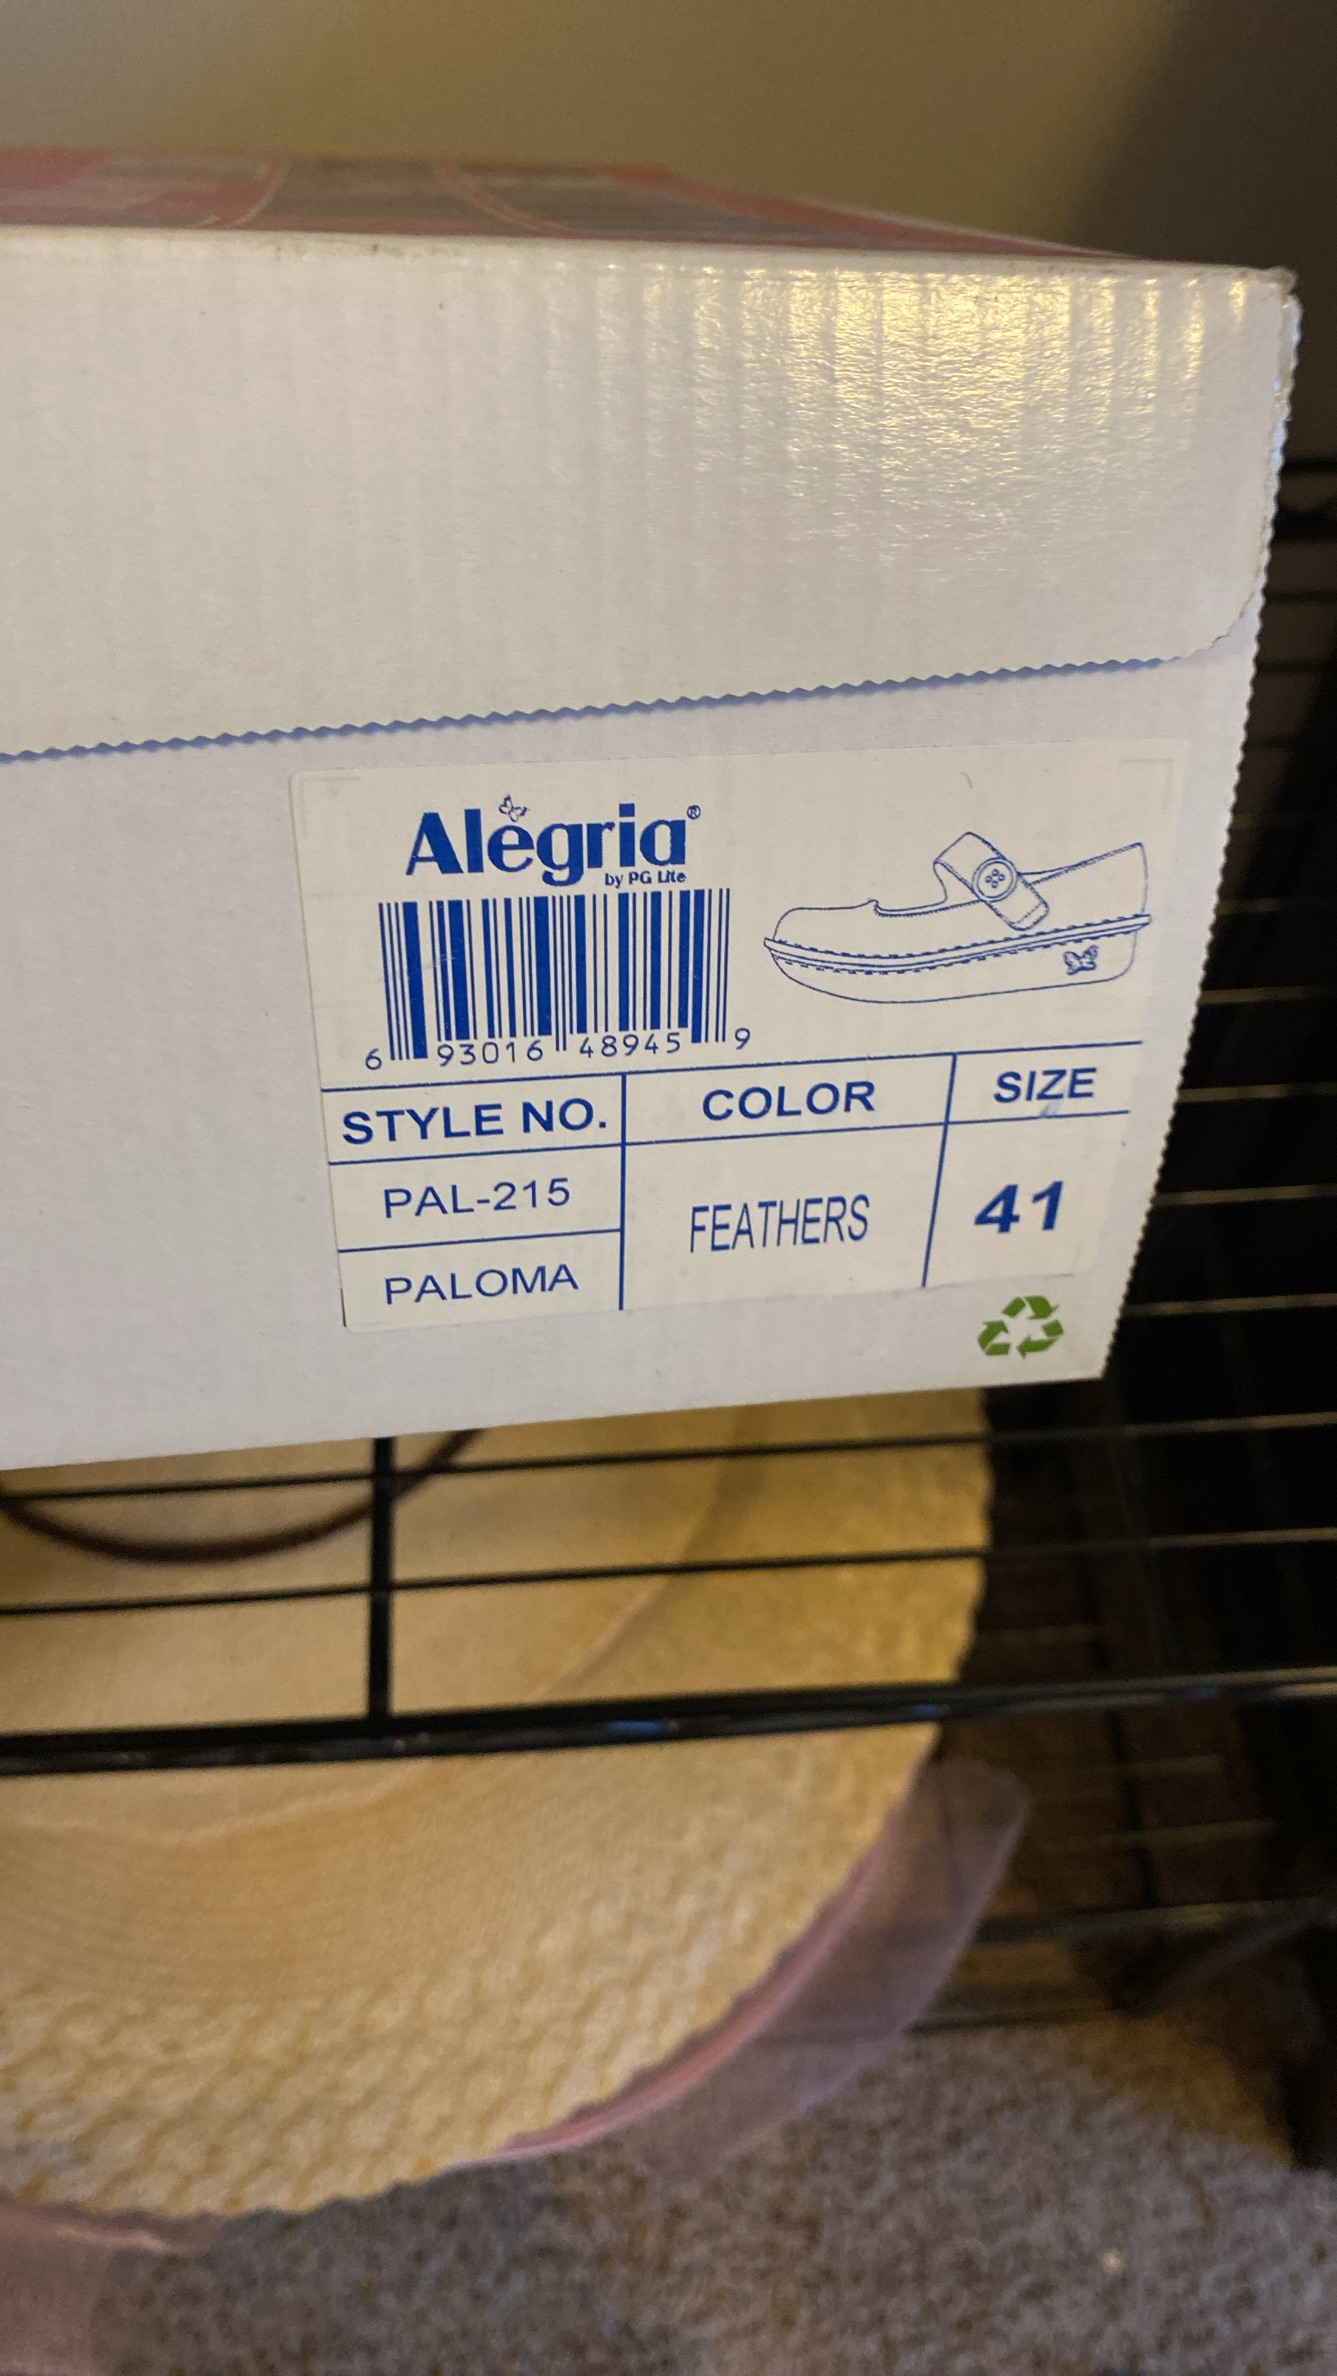 Alegria®
by PG Lite
6 93016 48945 9
STYLE NO. COLOR SIZE
PAL-215
FEATHERS 41
PALOMA